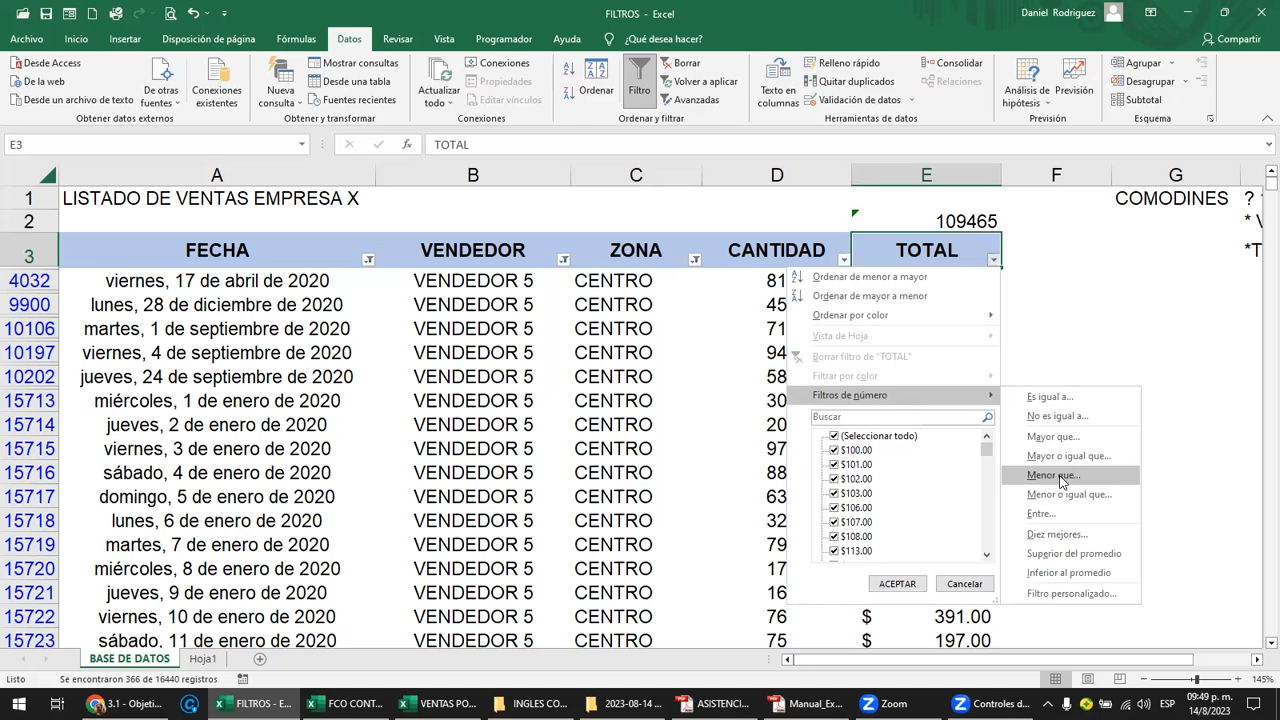 FILTROS - Excel
Daniel Rodriguez
Archivo Inicio Insertar Disposición de página Fórmulas Datos Revisar Vista Programador Ayuda ¿Qué desea hacer? Compartir
Desde Access
De la web
Desde un archivo de texto
De otras fuentes
Conexiones existentes
Obtener datos externos
Nueva consulta
Mostrar consultas
Desde una tabla
Fuentes recientes
Obtener y transformar
Actualizar todo
Conexiones
Propiedades
Editar vínculos
Conexiones
Ordenar
Filtro
Borrar
Volver a aplicar
Avanzadas
Ordenar y filtrar
Texto en columnas
Relleno rápido
Quitar duplicados
Validación de datos
Consolidar
Relaciones
Herramientas de datos
Análisis de hipótesis
Previsión
Previsión
Agrupar
Desagrupar
Subtotal
Esquema
E3 fx TOTAL
A B C D E F G
1 LISTADO DE VENTAS EMPRESA X COMODINES ?
2 109465
3 FECHA VENDEDOR ZONA CANTIDAD TOTAL
4032 viernes, 17 de abril de 2020 VENDEDOR 5 CENTRO 81
9900 lunes, 28 de diciembre de 2020 VENDEDOR 5 CENTRO 45
10106 martes, 1 de septiembre de 2020 VENDEDOR 5 CENTRO 71
10197 viernes, 4 de septiembre de 2020 VENDEDOR 5 CENTRO 94
10202 jueves, 24 de septiembre de 2020 VENDEDOR 5 CENTRO 58
15713 miércoles, 1 de enero de 2020 VENDEDOR 5 CENTRO 30
15714 jueves, 2 de enero de 2020 VENDEDOR 5 CENTRO 20
15715 viernes, 3 de enero de 2020 VENDEDOR 5 CENTRO 97
15716 sábado, 4 de enero de 2020 VENDEDOR 5 CENTRO 88
15717 domingo, 5 de enero de 2020 VENDEDOR 5 CENTRO 63
15718 lunes, 6 de enero de 2020 VENDEDOR 5 CENTRO 32
15719 martes, 7 de enero de 2020 VENDEDOR 5 CENTRO 79
15720 miércoles, 8 de enero de 2020 VENDEDOR 5 CENTRO 17
15721 jueves, 9 de enero de 2020 VENDEDOR 5 CENTRO 42
15722 viernes, 10 de enero de 2020 VENDEDOR 5 CENTRO 76 $ 391.00
15723 sábado, 11 de enero de 2020 VENDEDOR 5 CENTRO 75 $ 197.00
Ordenar de menor a mayor
Ordenar de mayor a menor
Ordenar por color
Vista de Hoja
Borrar filtro de "TOTAL"
Filtrar por color
Filtros de número
Buscar
(Seleccionar todo)
$100.00
$101.00
$102.00
$103.00
$106.00
$107.00
$108.00
$113.00
ACEPTAR Cancelar
Es igual a...
No es igual a...
Mayor que...
Mayor o igual que...
Menor que...
Menor o igual que...
Entre...
Diez mejores...
Superior del promedio
Inferior al promedio
Filtro personalizado...
BASE DE DATOS Hoja1
Listo Se encontraron 366 de 16440 registros 145%
3.1 - Objeti... FILTROS - E... FCO CONT... VENTAS PO... INGLES CO... 2023-08-14 ... ASISTENCI... Manual_Ex... Zoom Controles d... ESP
09:49 p. m.
14/8/2023